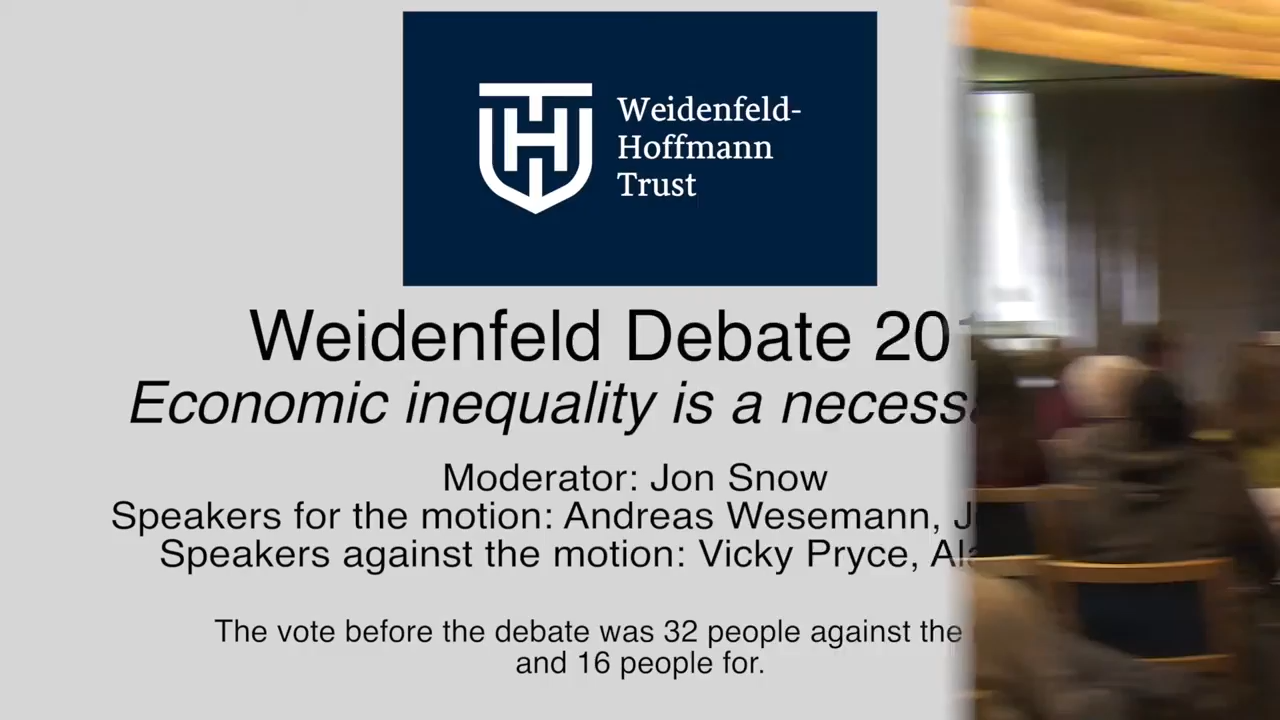 Weidenfeld-
Hoffmann
Trust
Weidenfeld Debate 201
Economic inequality is a
Moderator: Jon Snow
Speakers for the motion: Andreas Wesemann,
Speakers against the motion: Vicky Pryce,
The vote before the debate was 32 people against the
and 16 people for.